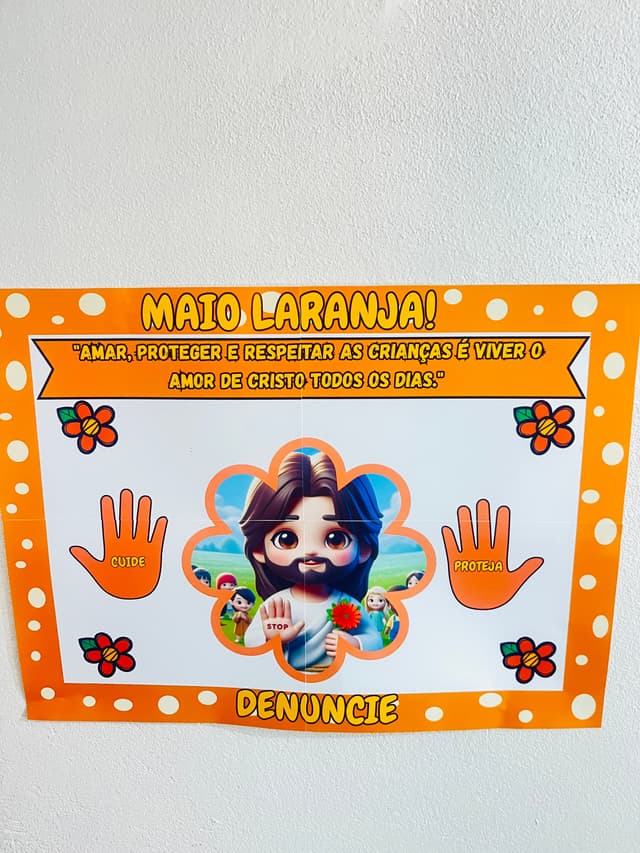 MAIO LARANJA!
"AMAR, PROTEGER E RESPEITAR AS CRIANÇAS É VIVER O
AMOR DE CRISTO TODOS OS DIAS."
CUIDE
PROTEJA
STOP
DENUNCIE